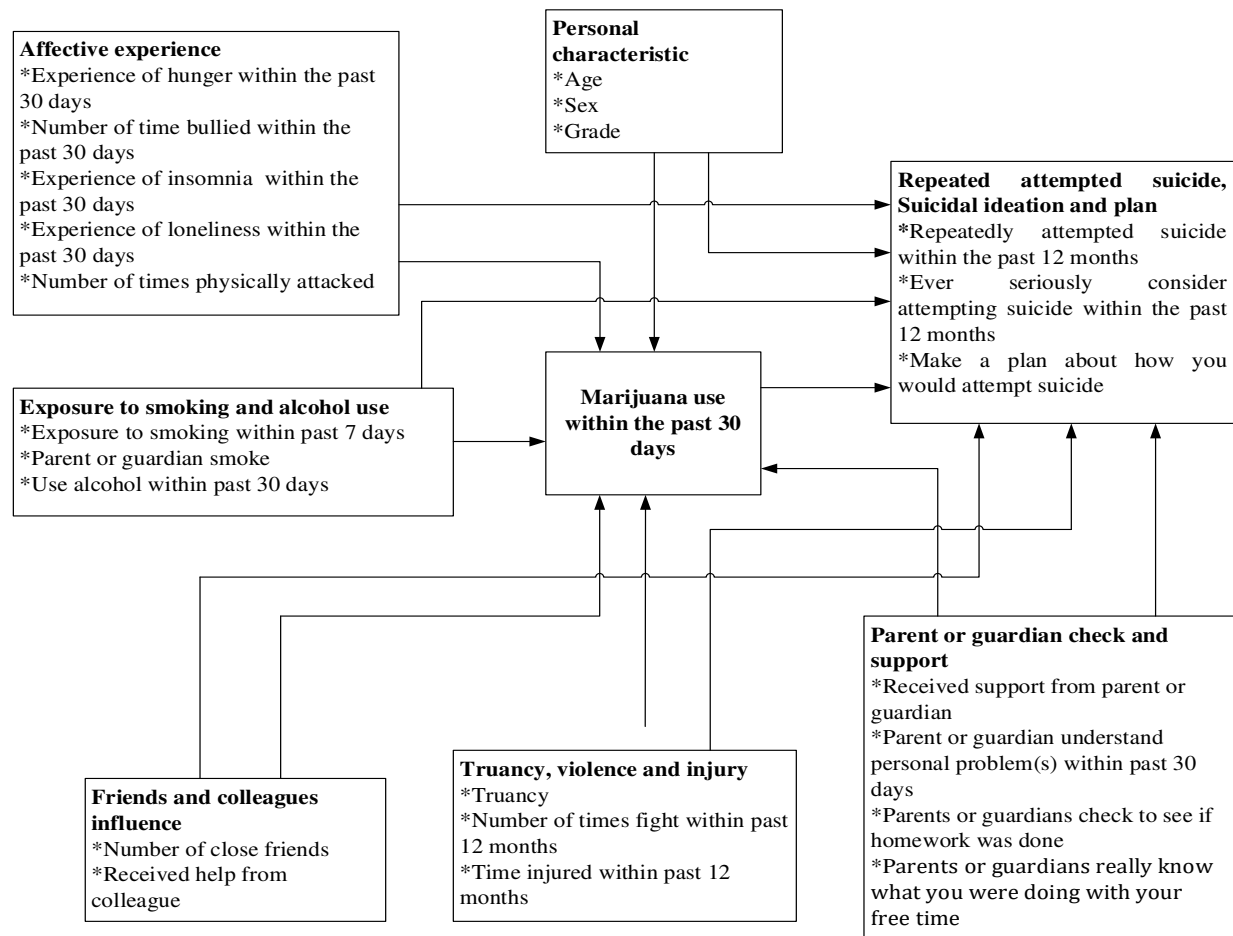 Affective experience
*Experience of hunger within the past
30 days
*Number of time bullied within the
past 30 days
*Experience of insomnia within the
past 30 days
*Experience of loneliness within the
past 30 days
*Number of times physically attacked
Personal
characteristic
*Age
*Sex
*Grade
Repeated attempted suicide,
Suicidal ideation and plan
*Repeatedly attempted suicide
within the past 12 months
*Ever seriously consider
attempting suicide within the past
12 months
*Make a plan about how you
would attempt suicide
Exposure to smoking and alcohol use
*Exposure to smoking within past 7 days
*Parent or guardian smoke
*Use alcohol within past 30 days
Marijuana use
within the past 30
days
Friends and colleagues
influence
*Number of close friends
*Received help from
colleague
Truancy, violence and injury
*Truancy
*Number of times fight within past
12 months
*Time injured within past 12
months
Parent or guardian check and
support
*Received support from parent or
guardian
*Parent or guardian understand
personal problem(s) within past 30
days
*Parents or guardians check to see if
homework was done
*Parents or guardians really know
what you were doing with your
free time